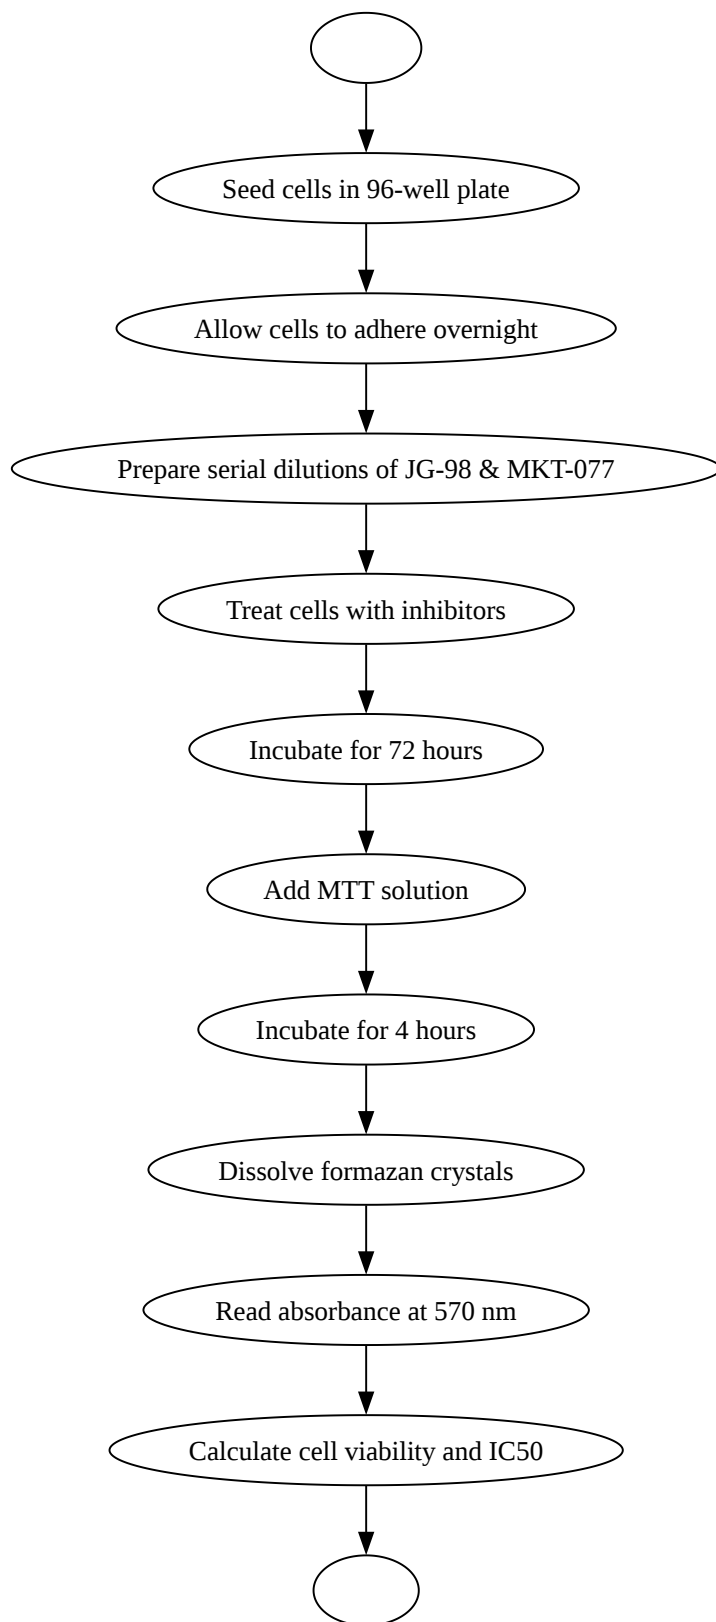 Seed cells in 96-well plate
Allow cells to adhere overnight
Prepare serial dilutions of JG-98 & MKT-077
Treat cells with inhibitors
Incubate for 72 hours
Add MTT solution
Incubate for 4 hours
Dissolve formazan crystals
Read absorbance at 570 nm
Calculate cell viability and IC50